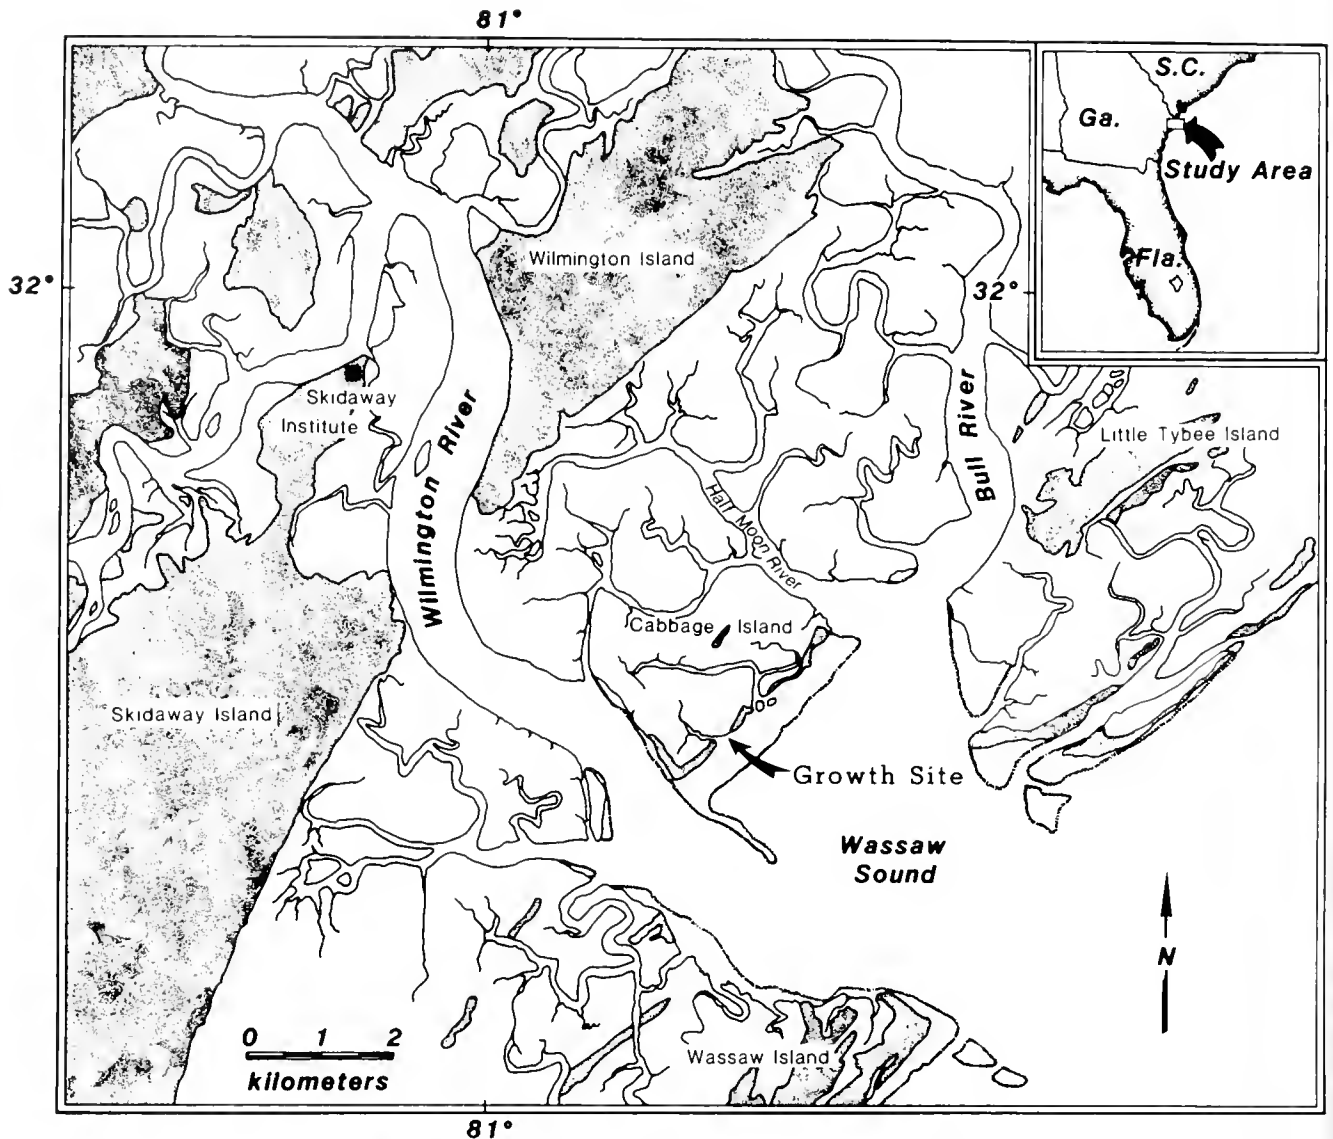 81°
S.C.
Ga.
Study Area
Fla.
Wilmington Island
32°
32°
Skidaway
Institute
Wilmington River
Bull River
Little Tybee Island
Half Moon River
Cabbage Island
Skidaway Island
Growth Site
Wassaw
Sound
N
0 1 2
kilometers
Wassaw Island
81°